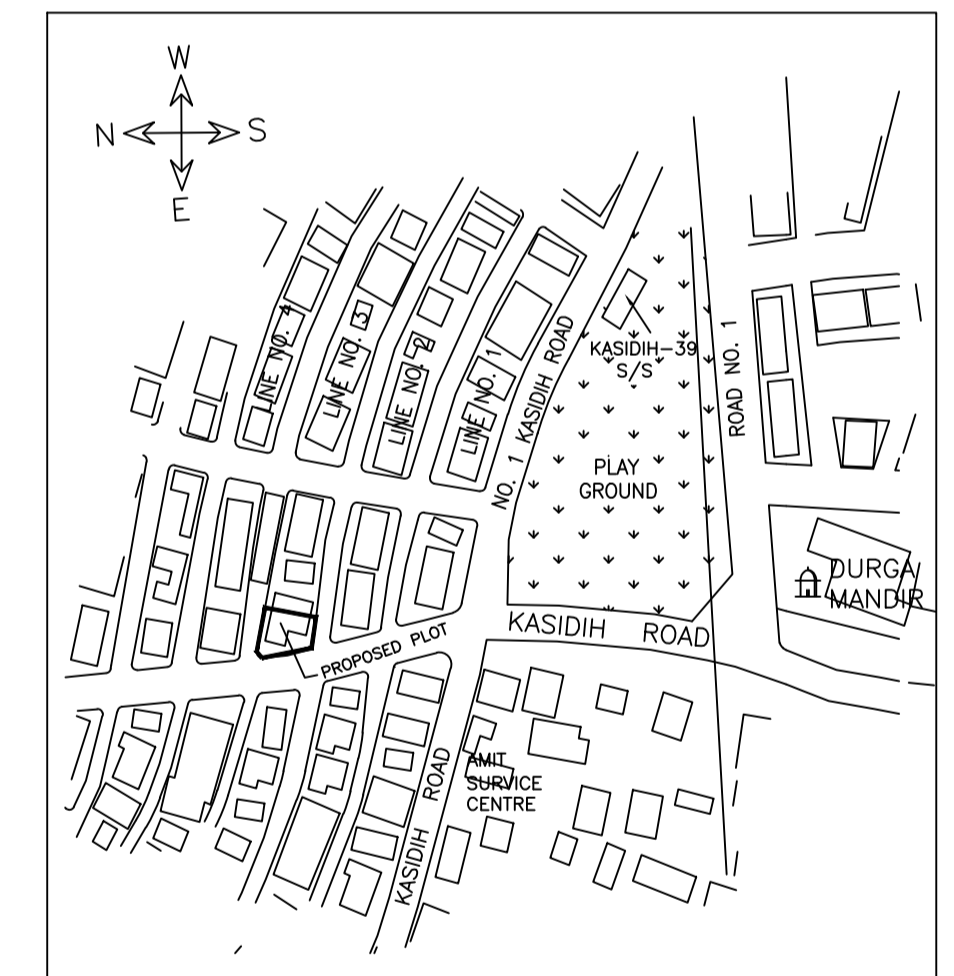 W
N
S
E
LINE NO. 4
LINE NO. 3
LINE NO. 2
LINE NO. 1
NO. 1 KASIDIH ROAD
KASIDIH-39
S/S
ROAD NO. 1
PLAY
GROUND
DURGA
MANDIR
KASIDIH ROAD
PROPOSED PLOT
AMIT
SURVICE
CENTRE
KASIDIH ROAD